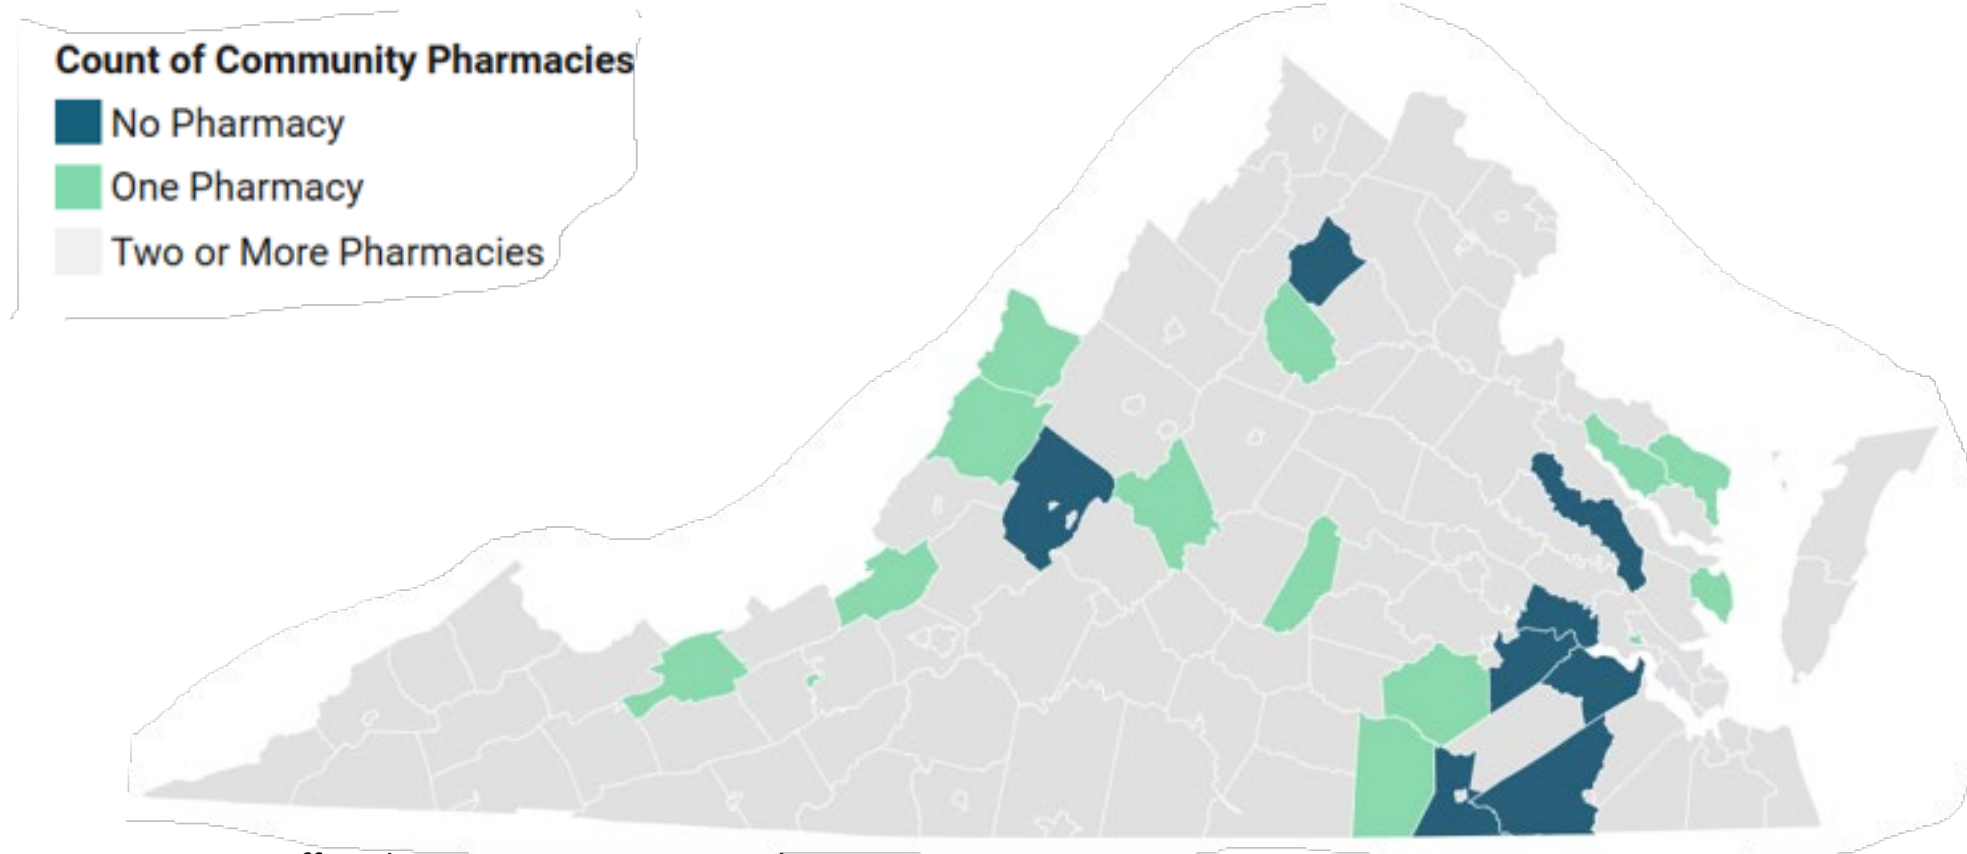 Count of Community Pharmacies
No Pharmacy
One Pharmacy
Two or More Pharmacies